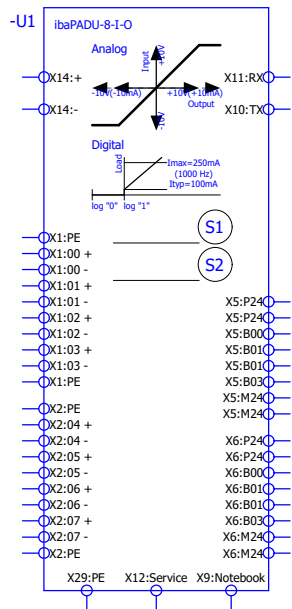 -U1
ibaPADU-8-I-O
Analog
Input
+10V
X14:+
X11:RX
-10V(-10mA)
+10V(+10mA)
Output
X14:-
X10:TX
-10V
Digital
Load
Imax=250mA
(1000 Hz)
Ityp=100mA
log "0"
log "1"
S1
X1:PE
X1:00 +
S2
X1:00 -
X1:01 +
X1:01 -
X5:P24
X1:02 +
X5:P24
X1:02 -
X5:B00
X1:03 +
X5:B01
X1:03 -
X5:B01
X1:PE
X5:B03
X5:M24
X2:PE
X5:M24
X2:04 +
X2:04 -
X6:P24
X2:05 +
X6:P24
X2:05 -
X6:B00
X2:06 +
X6:B01
X2:06 -
X6:B01
X2:07 +
X6:B03
X2:07 -
X6:M24
X2:PE
X6:M24
X29:PE
X12:Service
X9:Notebook